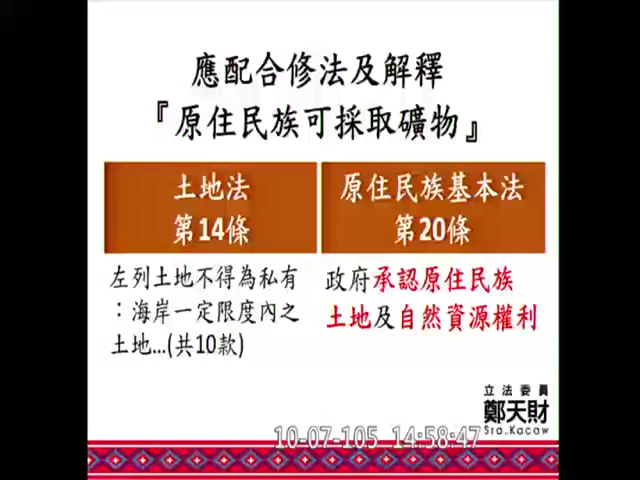 應配合修法及解釋
『原住民族可採取礦物』
土地法
第14條
原住民族基本法
第20條
左列土地不得為私有
：海岸一定限度內之
土地...(共10款)
政府承認原住民族
土地及自然資源權利
立法委員
鄭天財
Sra.Kacaw
10-07-105 14:58:47